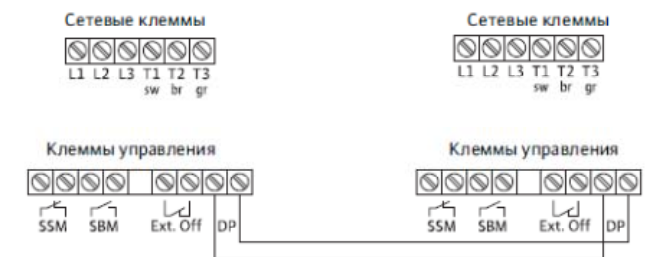 Сетевые клеммы Сетевые клеммы
L1 L2 L3 T1 T2 T3 L1 L2 L3 T1 T2 T3
sw br gr sw br gr
Клеммы управления Клеммы управления
SSM SBM Ext. Off DP SSM SBM Ext. Off DP